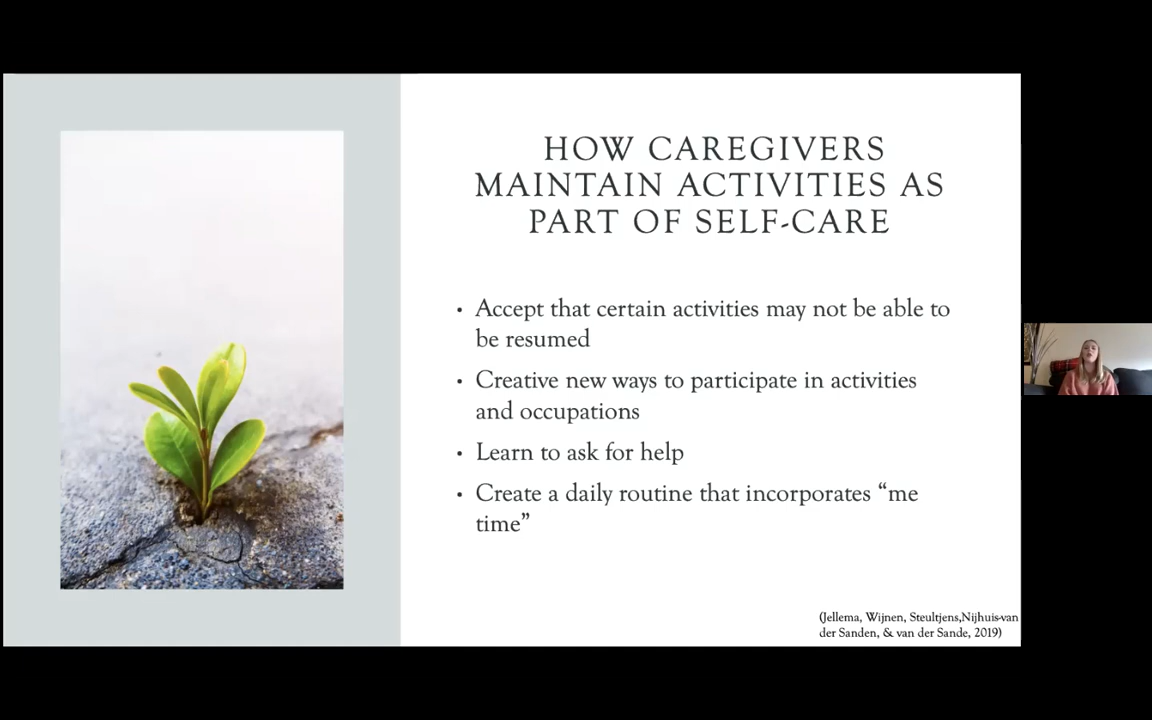 HOW CAREGIVERS
MAINTAIN ACTIVITIES AS
PART OF SELF-CARE
• Accept that certain activities may not be able to
be resumed
• Creative new ways to participate in activities
and occupations
• Learn to ask for help
• Create a daily routine that incorporates “me
time”
(Jellema, Wijnen, Steultjens,Nijhuis-van
der Sanden, & van der Sande, 2019)